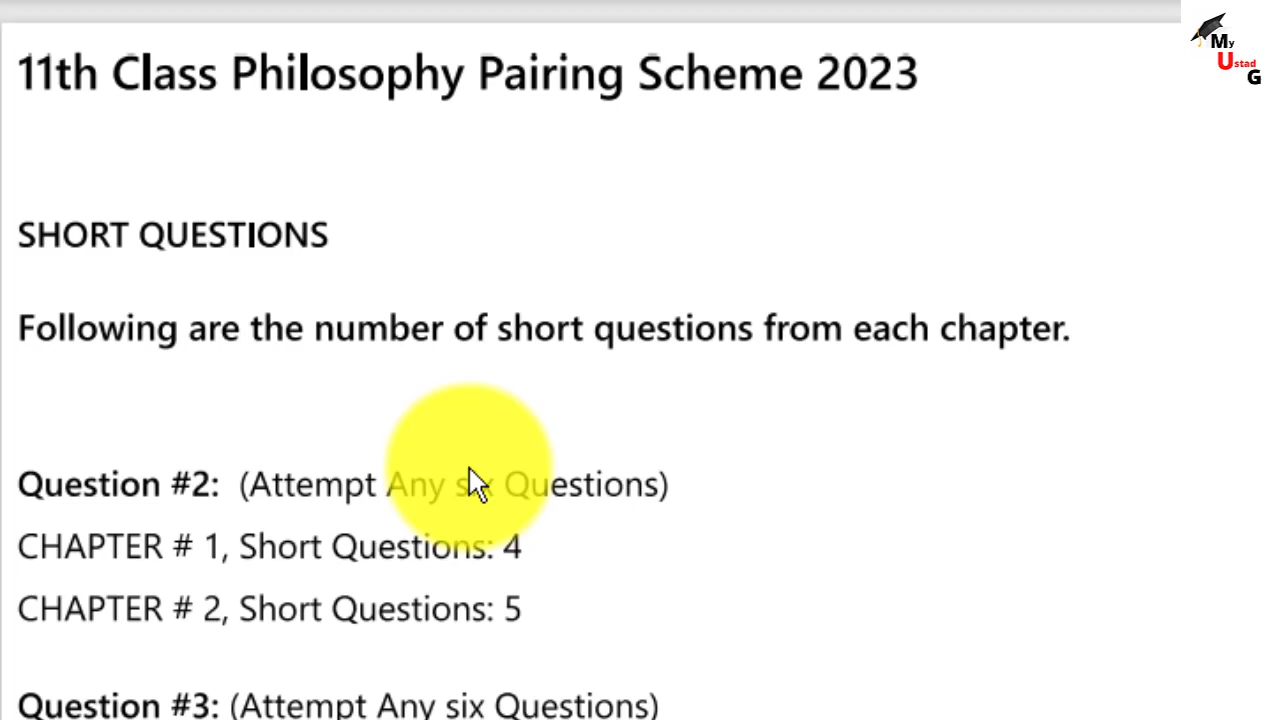 11th Class Philosophy Pairing Scheme 2023
My
Ustad
G
SHORT QUESTIONS
Following are the number of short questions from each chapter.
Question #2: (Attempt Any six Questions)
CHAPTER # 1, Short Questions: 4
CHAPTER # 2, Short Questions: 5
Question #3: (Attempt Any six Questions)